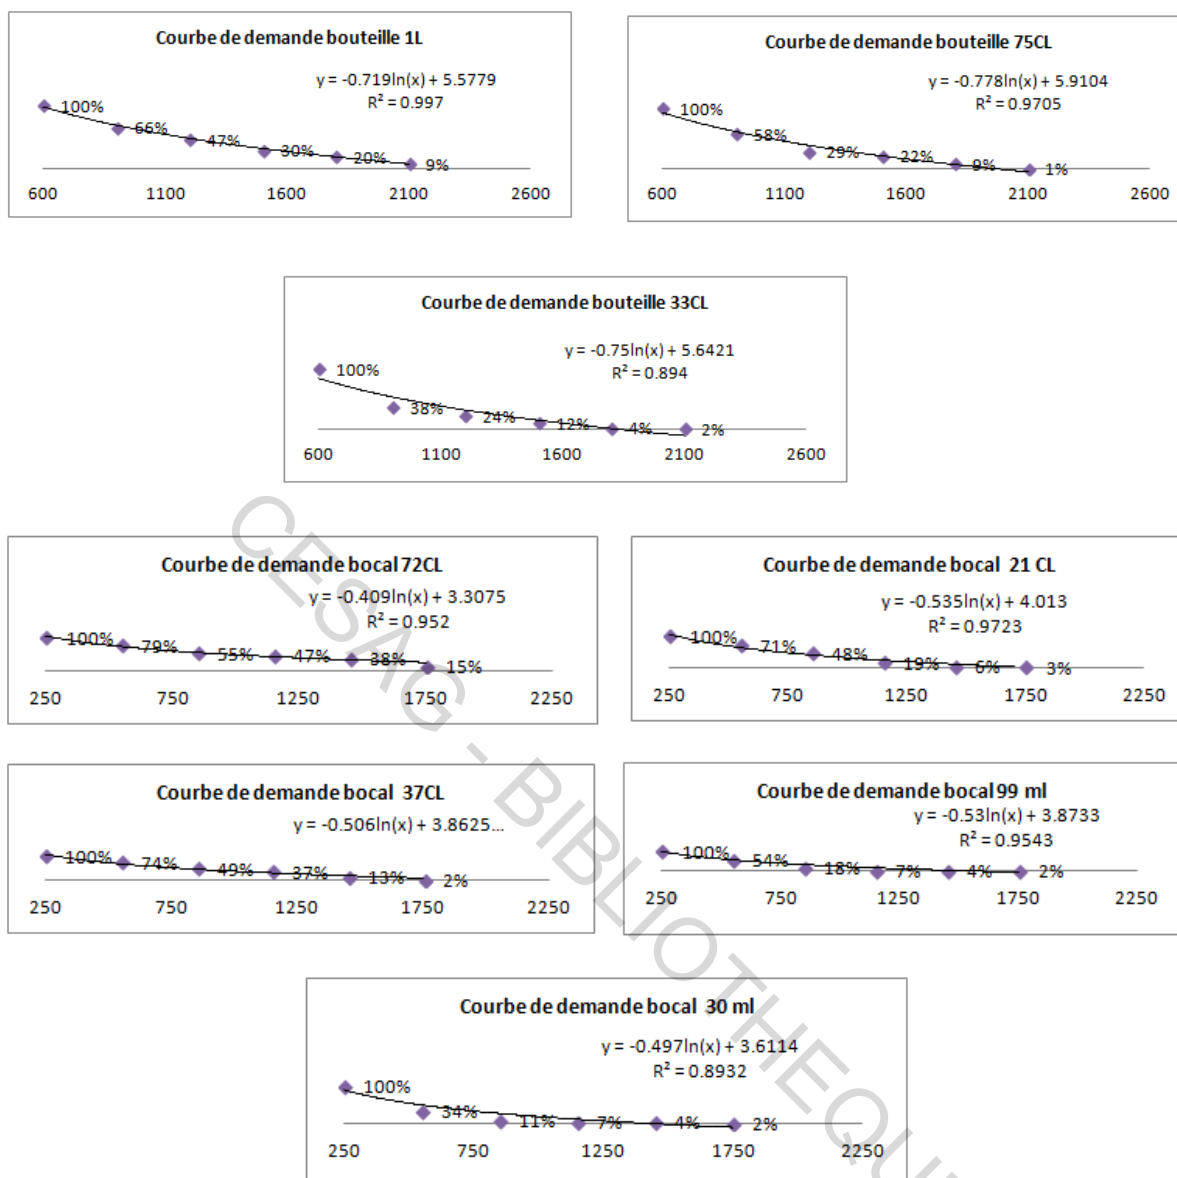 Courbe de demande bouteille 1L
y = -0.719ln(x) + 5.5779
R² = 0.997
100%
66%
47%
30%
20%
9%
600 1100 1600 2100 2600
Courbe de demande bouteille 75CL
y = -0.778ln(x) + 5.9104
R² = 0.9705
100%
58%
29%
22%
9%
1%
600 1100 1600 2100 2600
Courbe de demande bouteille 33CL
y = -0.75ln(x) + 5.6421
R² = 0.894
100%
38%
24%
12%
4%
2%
600 1100 1600 2100 2600
Courbe de demande bocal 72CL
y = -0.409ln(x) + 3.3075
R² = 0.952
100% 79% 55% 47% 38% 15%
250 750 1250 1750 2250
Courbe de demande bocal 21 CL
y = -0.535ln(x) + 4.013
R² = 0.9723
100% 71% 48% 19% 6% 3%
250 750 1250 1750 2250
Courbe de demande bocal 37CL
y = -0.506ln(x) + 3.8625...
100% 74% 49% 37% 13% 2%
250 750 1250 1750 2250
Courbe de demande bocal 99 ml
y = -0.53ln(x) + 3.8733
R² = 0.9543
100% 54% 18% 7% 4% 2%
250 750 1250 1750 2250
Courbe de demande bocal 30 ml
y = -0.497ln(x) + 3.6114
R² = 0.8932
100%
34%
11% 7% 4% 2%
250 750 1250 1750 2250
CESAG - BIBLIOTHEQU